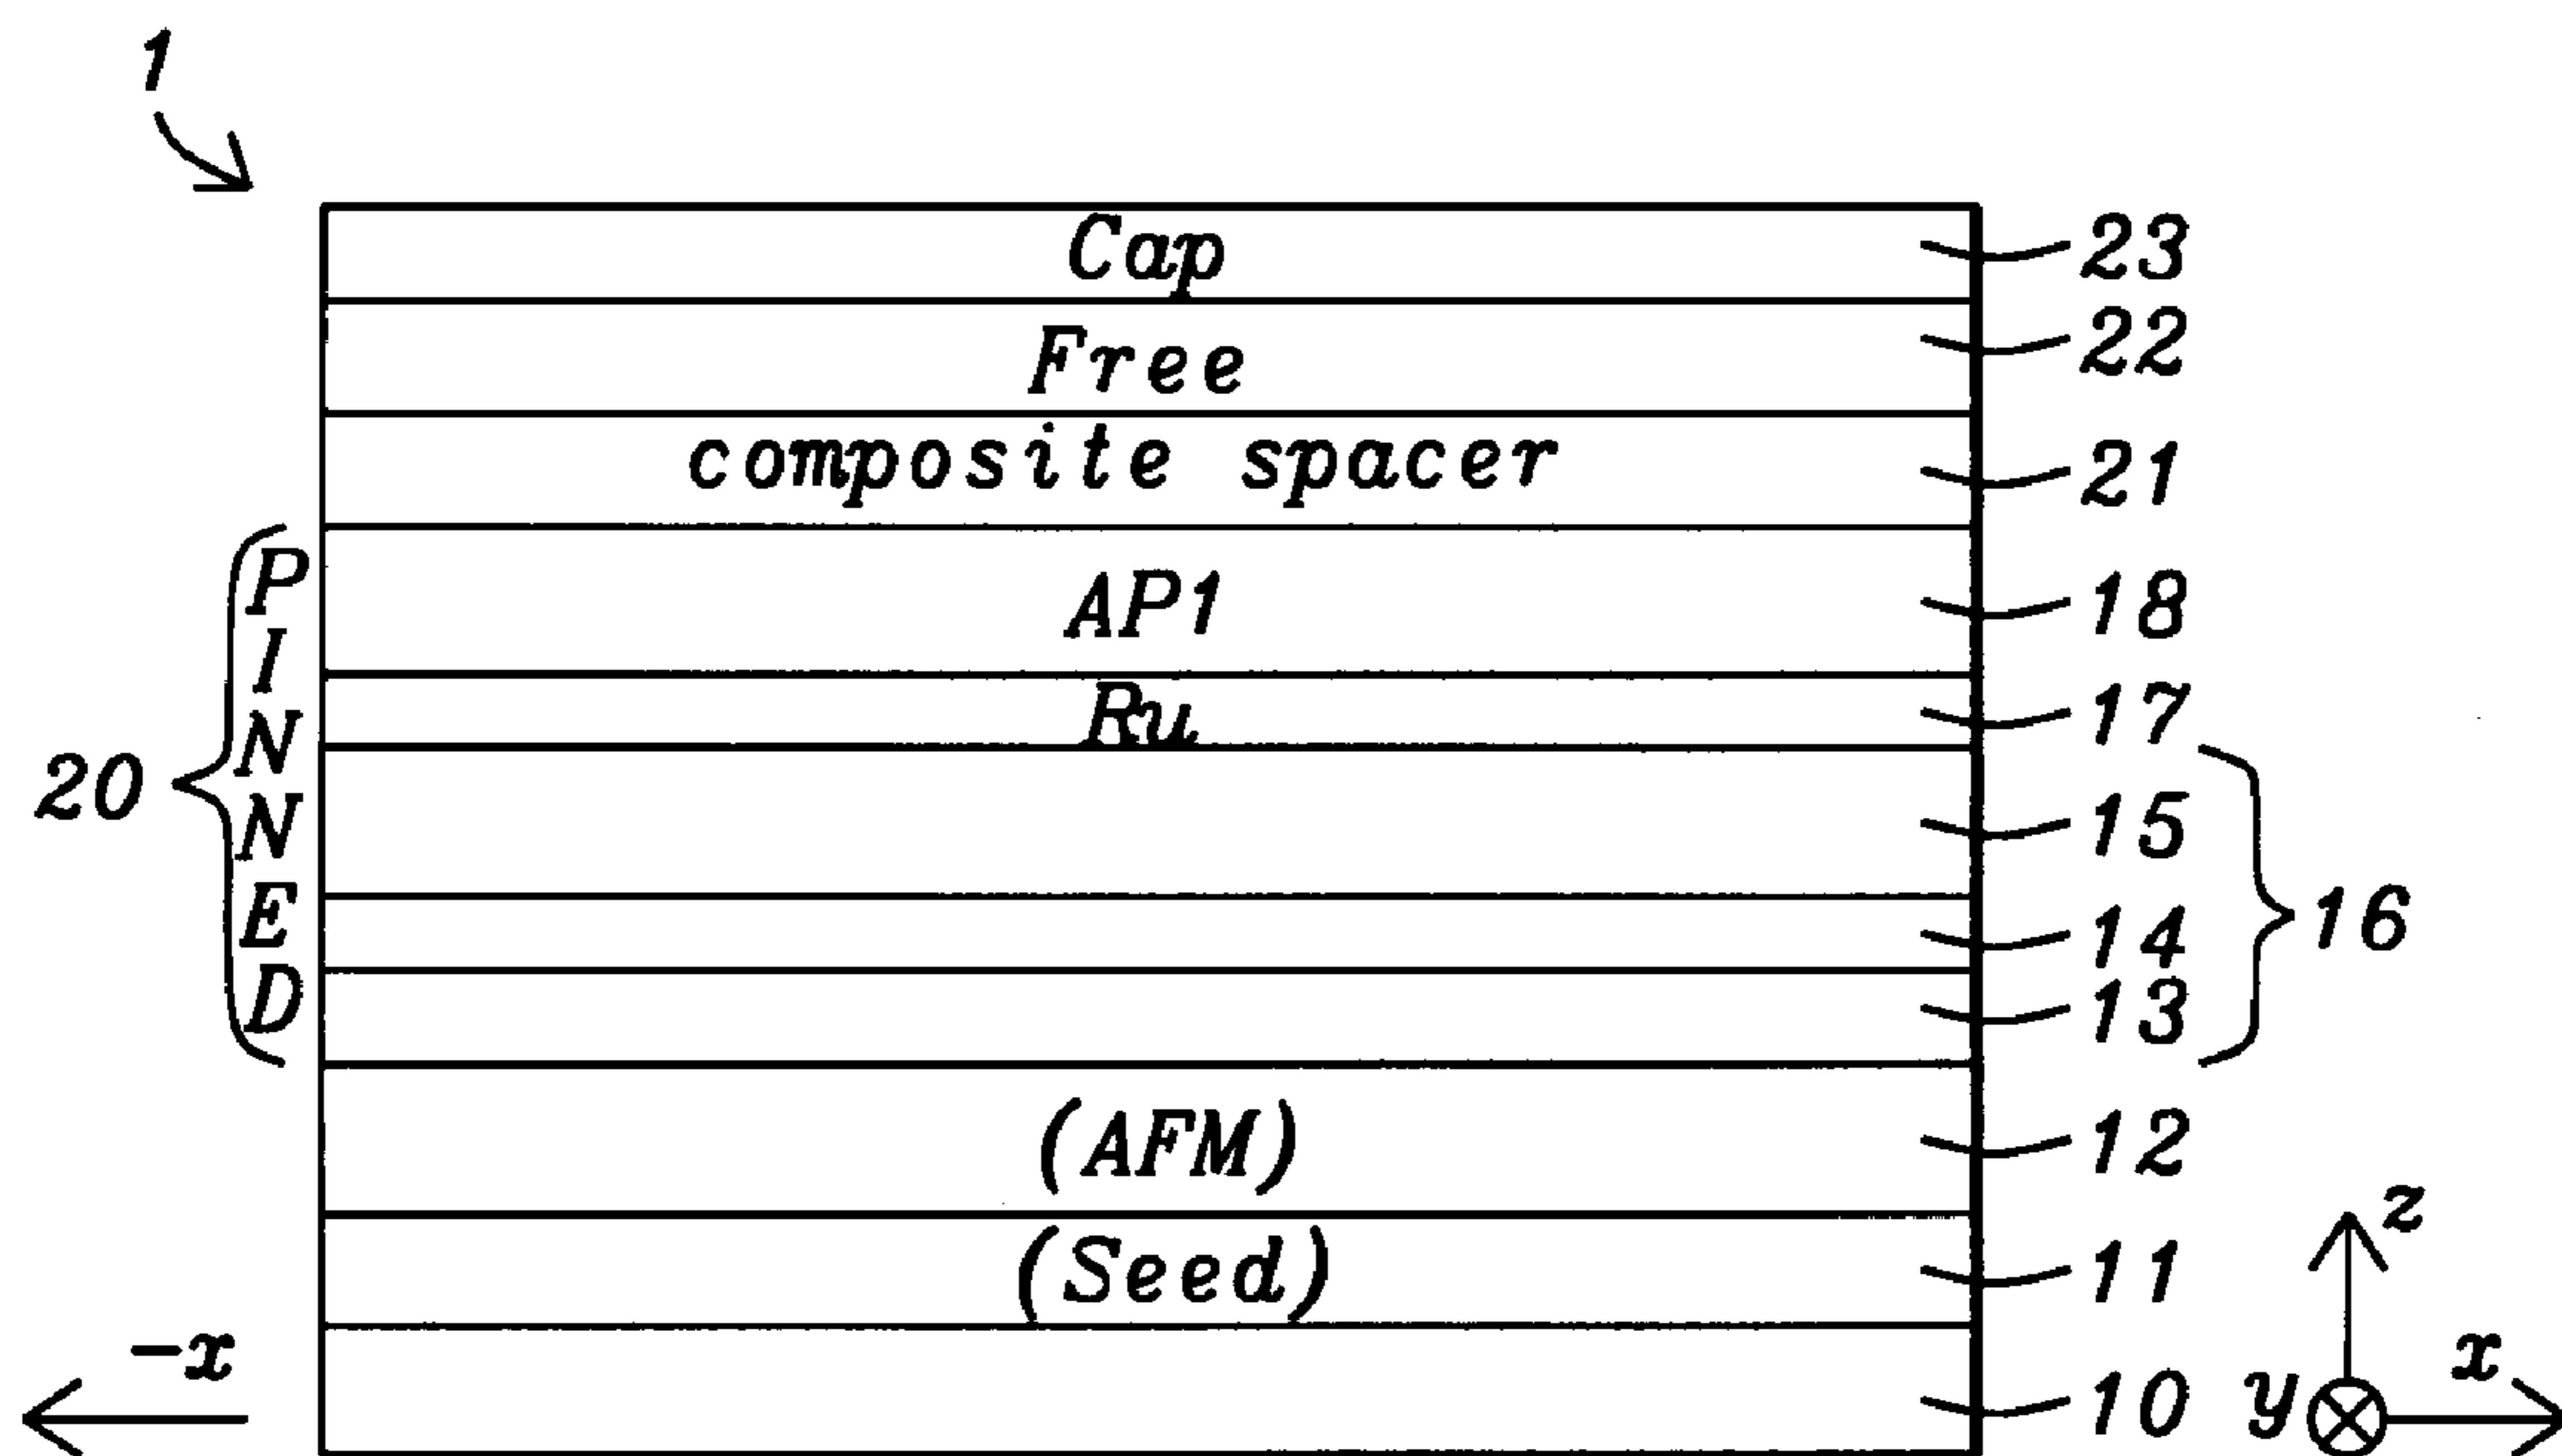 1
Cap 23
Free 22
composite spacer 21
PINNED
20
AP1 18
Ru 17
15
14
16
13
(AFM) 12
(Seed) 11
10
z
-x
y x